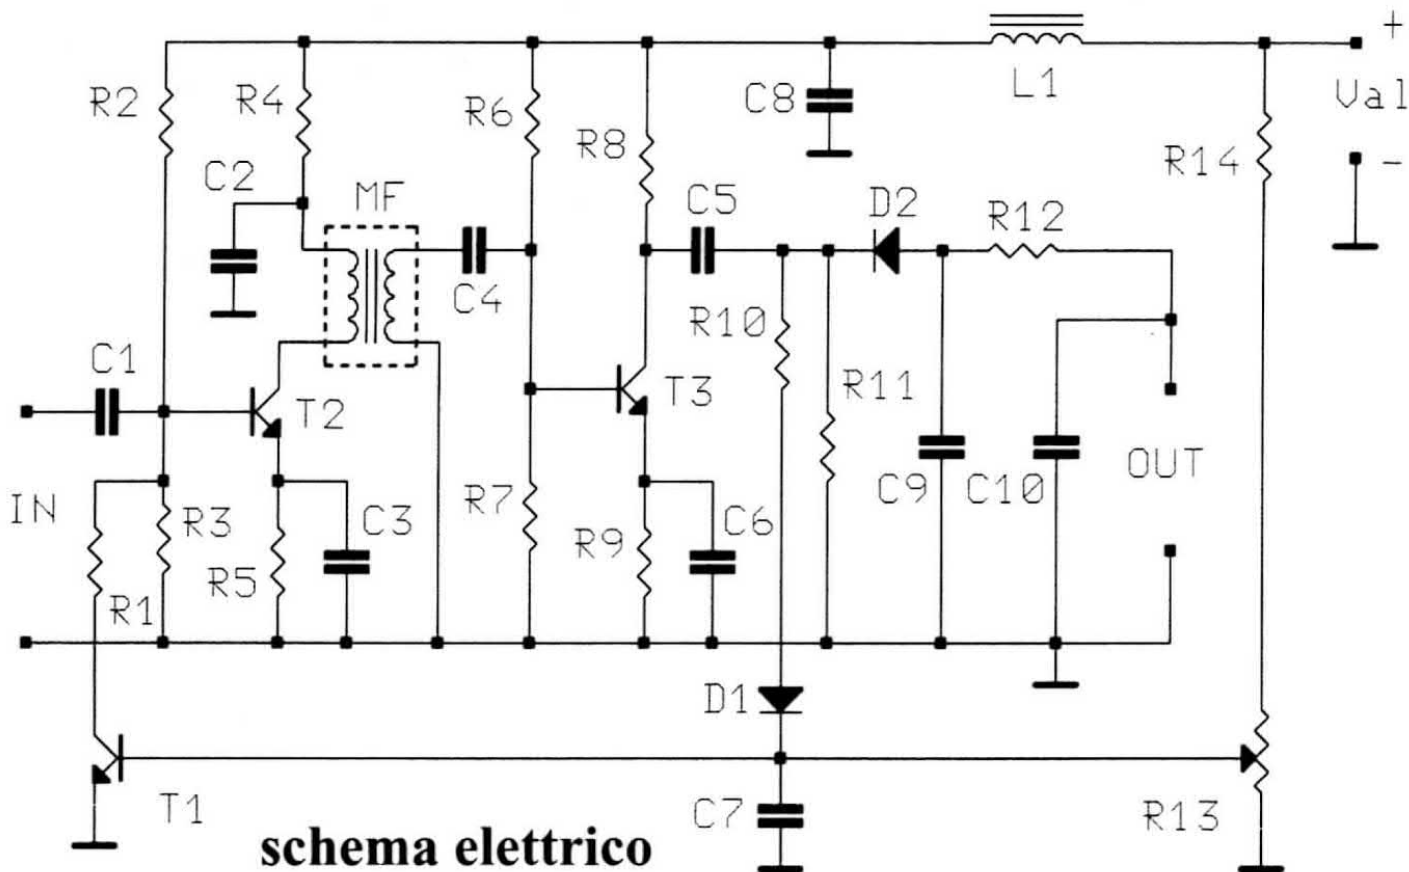 +
L1
C8
Val
R2
R4
R6
R8
R14
-
C2
MF
C5
D2
R12
C4
R10
C1
R11
T3
T2
OUT
C9
C10
IN
R7
R3
C3
C6
R5
R9
R1
D1
T1
C7
R13
schema elettrico